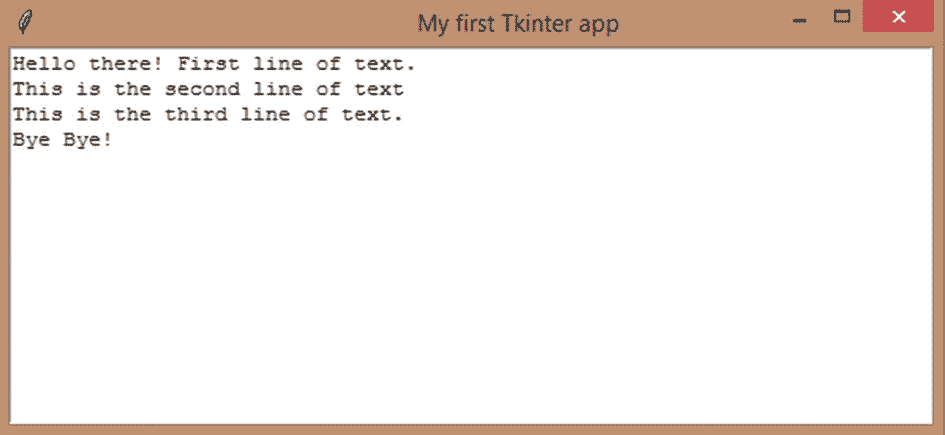 My first Tkinter app
Hello there! First line of text.
This is the second line of text
This is the third line of text.
Bye Bye!